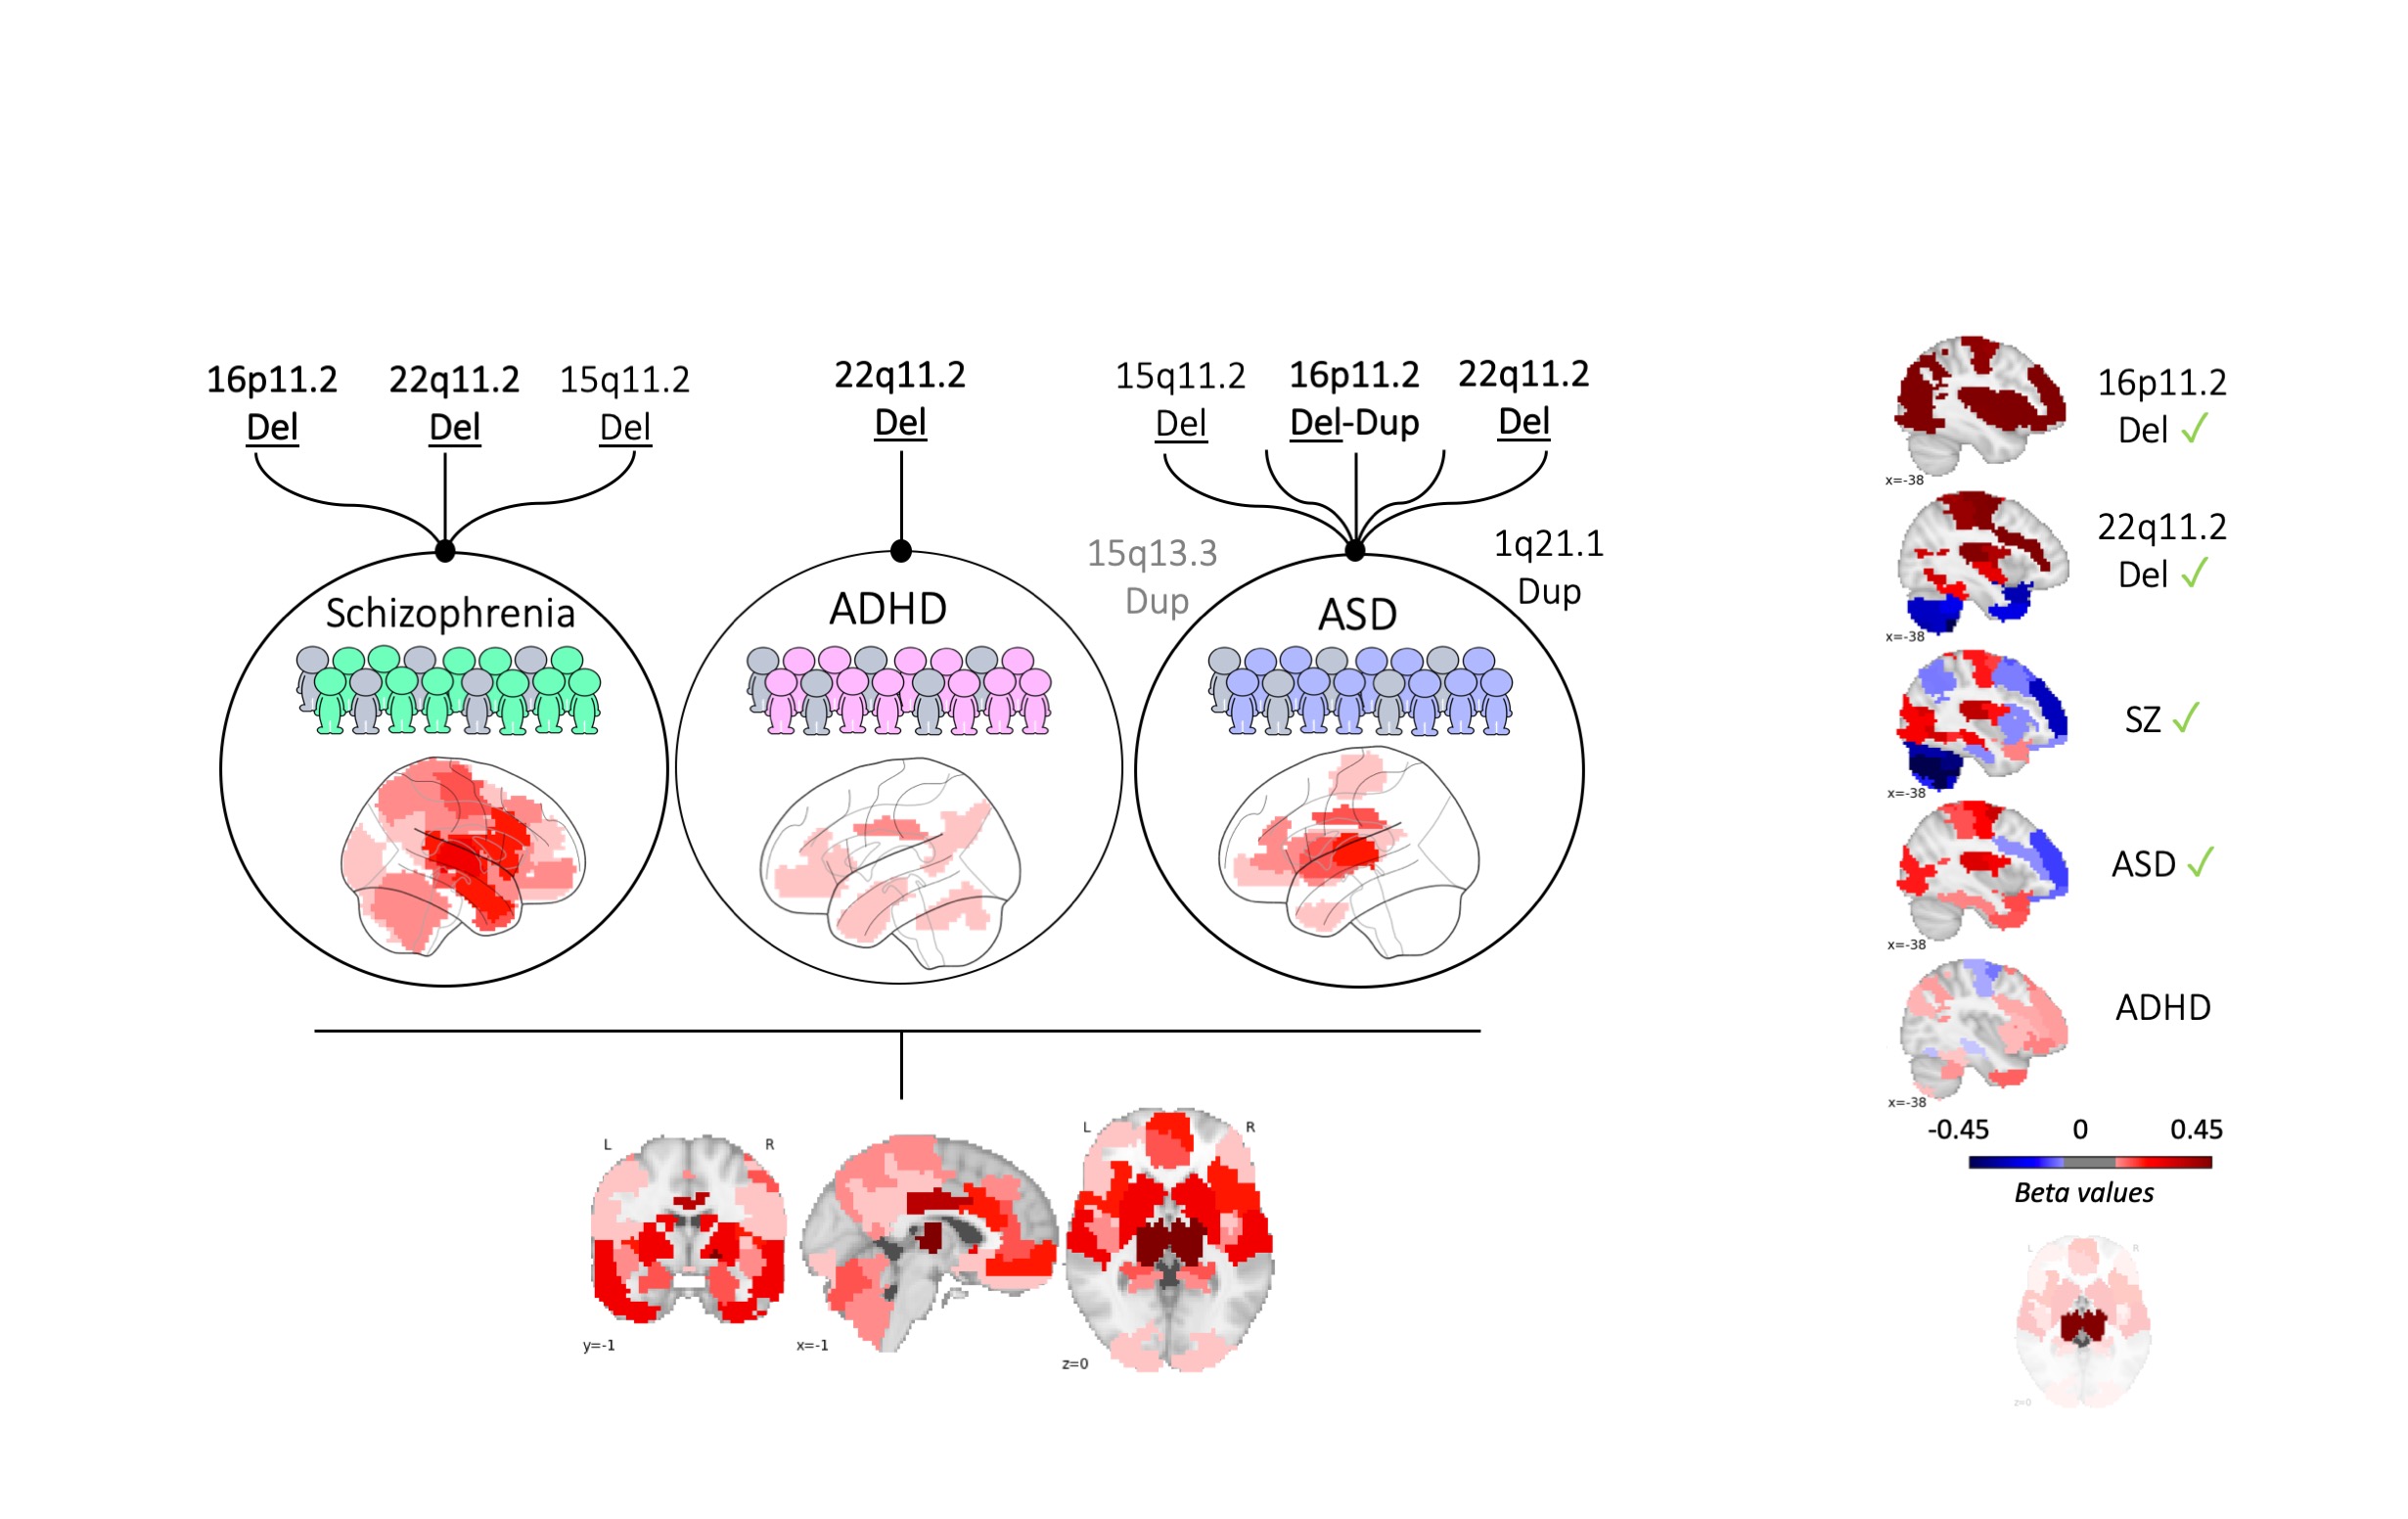 16p11.2
Del
22q11.2
Del
15q11.2
Del
22q11.2
Del
15q11.2
Del
16p11.2
Del-Dup
22q11.2
Del
15q13.3
Dup
1q21.1
Dup
Schizophrenia
ADHD
ASD
L
R
y=-1
x=-1
L
R
z=0
16p11.2
Del ✓
x=-38
22q11.2
Del ✓
x=-38
SZ ✓
x=-38
ASD ✓
x=-38
ADHD
x=-38
-0.45 0 0.45
Beta values
L
R
z=0